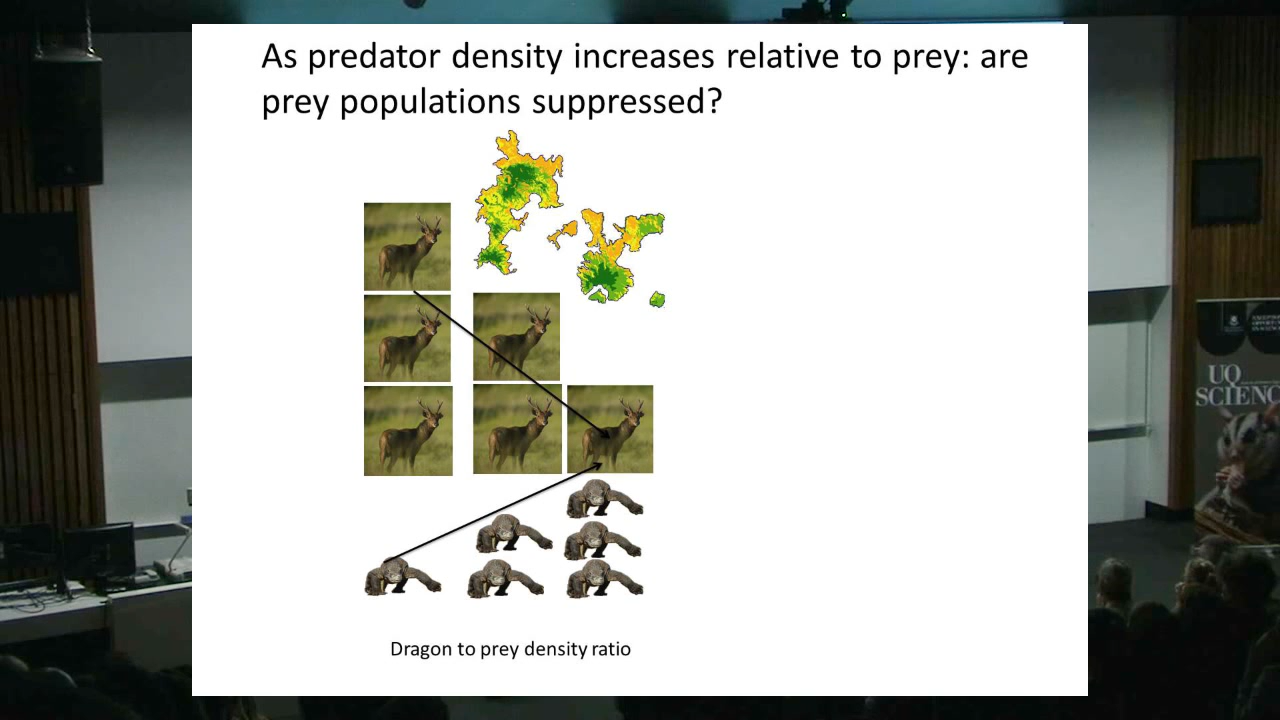 As predator density increases relative to prey: are
prey populations suppressed?
Dragon to prey density ratio
UQ
SCIENC